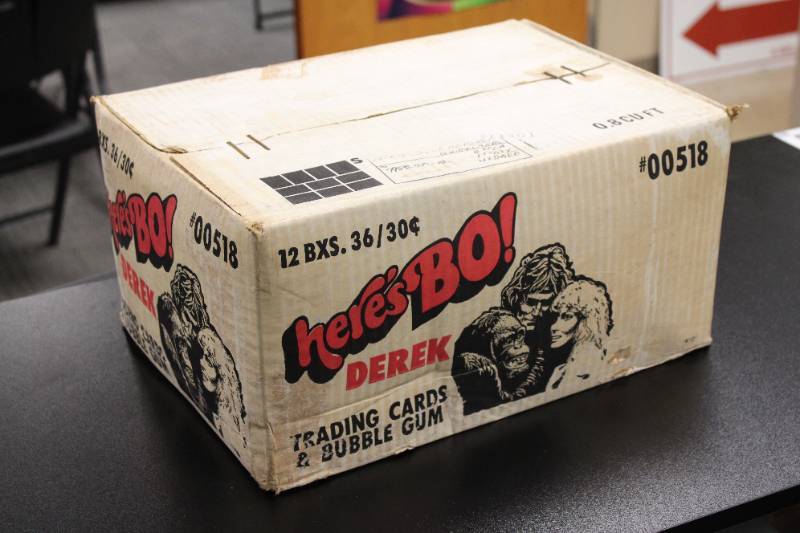 0.8 CU FT
S
#00518
12 BXS. 36/30¢
here's BO!
DEREK
TRADING CARDS
& BUBBLE GUM
XS. 36/30¢
#00518
here's BO!
DEREK